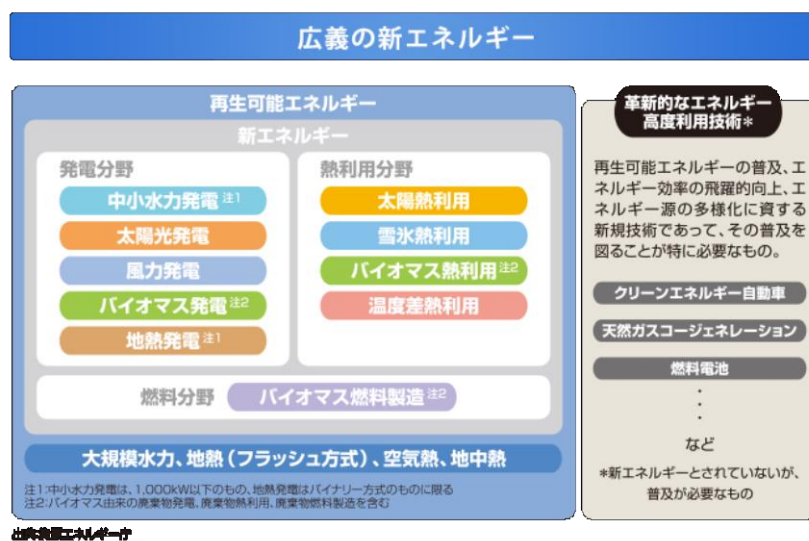 広義の新エネルギー
再生可能エネルギー
新エネルギー
発電分野
中小水力発電 注1
太陽光発電
風力発電
バイオマス発電 注2
地熱発電 注1
熱利用分野
太陽熱利用
雪氷熱利用
バイオマス熱利用 注2
温度差熱利用
燃料分野 バイオマス燃料製造 注2
大規模水力、地熱(フラッシュ方式)、空気熱、地中熱
注1:中小水力発電は、1,000kW以下のもの、地熱発電はバイナリー方式のものに限る
注2:バイオマス由来の廃棄物発電、廃棄物熱利用、廃棄物燃料製造を含む
革新的なエネルギー
高度利用技術*
再生可能エネルギーの普及、エ
ネルギー効率の飛躍的向上、エ
ネルギー源の多様化に資する
新規技術であって、その普及を
図ることが特に必要なもの。
クリーンエネルギー自動車
天然ガスコージェネレーション
燃料電池
・
・
・
など
*新エネルギーとされていないが、
普及が必要なもの
出典:資源エネルギー庁